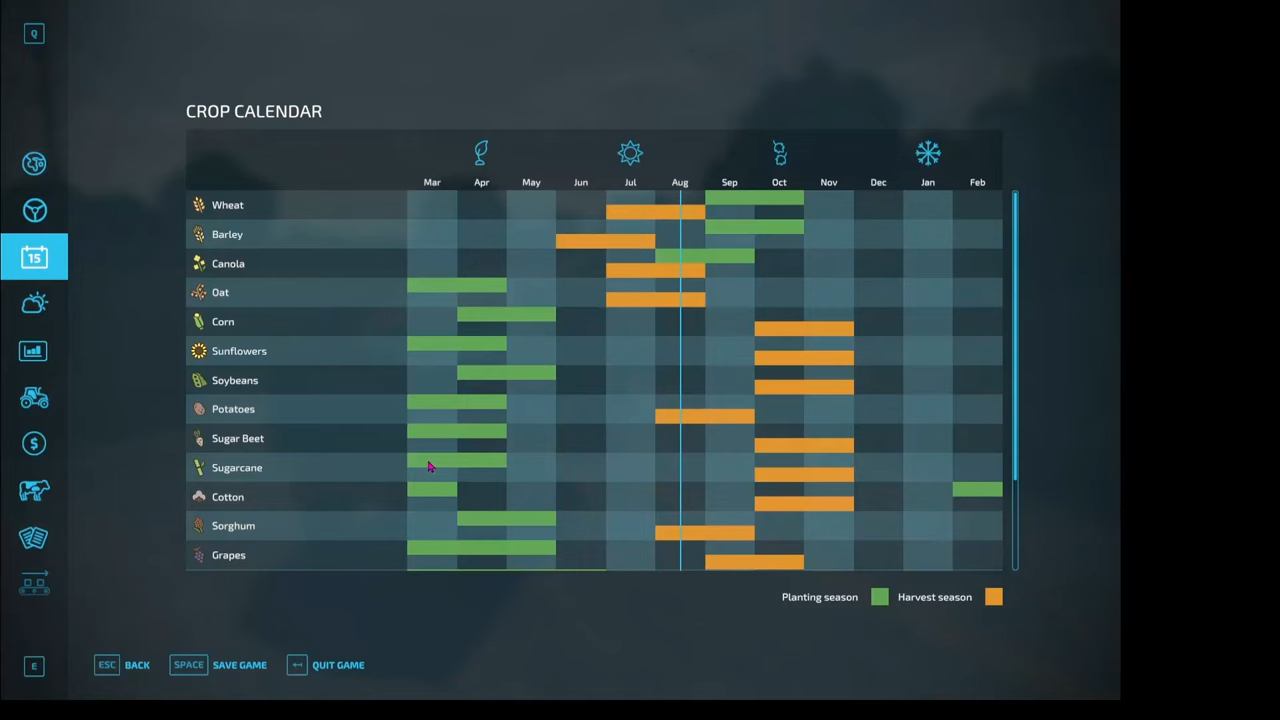 Q
CROP CALENDAR
Mar Apr May Jun Jul Aug Sep Oct Nov Dec Jan Feb
Wheat
Barley
15
Canola
Oat
Corn
Sunflowers
Soybeans
Potatoes
Sugar Beet
$
Sugarcane
Cotton
Sorghum
Grapes
Planting season Harvest season
E
ESC BACK SPACE SAVE GAME QUIT GAME